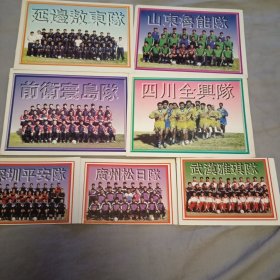 延邊敖東隊
山東魯能隊
前衛寰島隊
四川全興隊
深圳平安隊
廣州松日隊
武漢雅琪隊